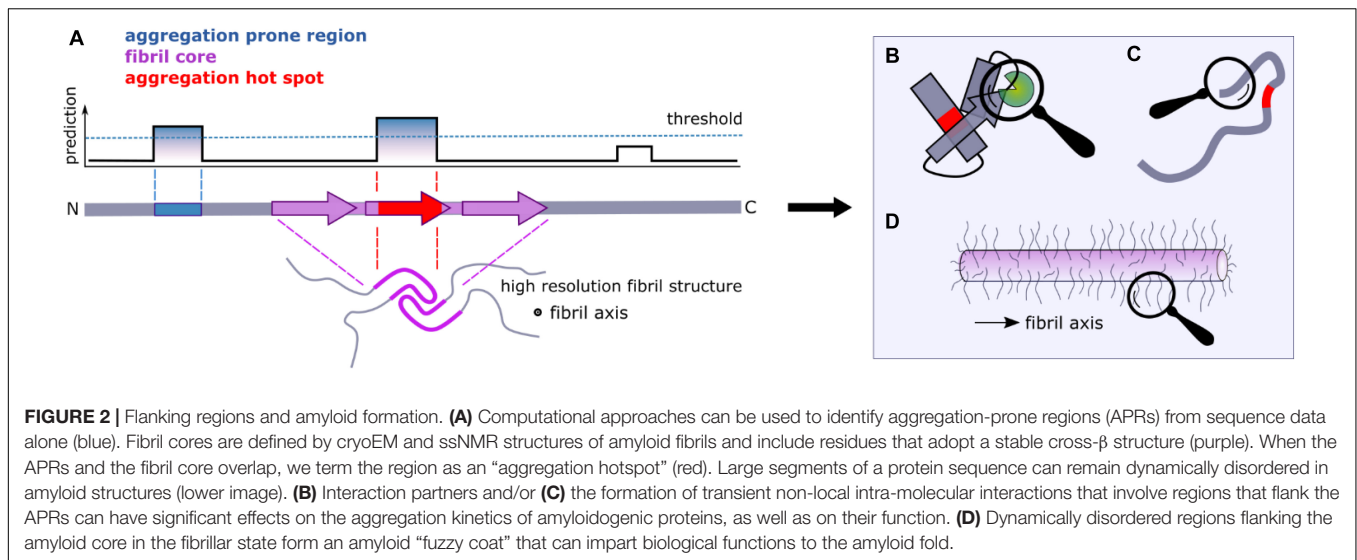 A
aggregation prone region
fibril core
aggregation hot spot
prediction
threshold
N
C
high resolution fibril structure
fibril axis
B
C
D
fibril axis
FIGURE 2 | Flanking regions and amyloid formation. (A) Computational approaches can be used to identify aggregation-prone regions (APRs) from sequence data
alone (blue). Fibril cores are defined by cryoEM and ssNMR structures of amyloid fibrils and include residues that adopt a stable cross-β structure (purple). When the
APRs and the fibril core overlap, we term the region as an “aggregation hotspot” (red). Large segments of a protein sequence can remain dynamically disordered in
amyloid structures (lower image). (B) Interaction partners and/or (C) the formation of transient non-local intra-molecular interactions that involve regions that flank the
APRs can have significant effects on the aggregation kinetics of amyloidogenic proteins, as well as on their function. (D) Dynamically disordered regions flanking the
amyloid core in the fibrillar state form an amyloid “fuzzy coat” that can impart biological functions to the amyloid fold.